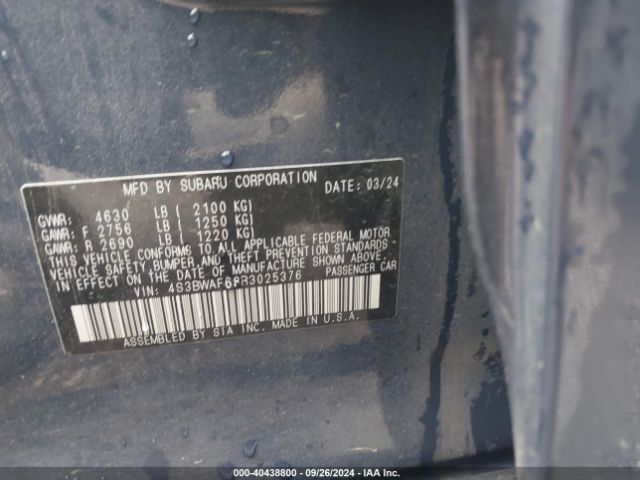 MFD BY SUBARU CORPORATION DATE: 03/24
GVWR: 4630 LB ( 2100 KG)
GAWR: F 2756 LB ( 1250 KG)
GAWR: R 2690 LB ( 1220 KG)
THIS VEHICLE CONFORMS TO ALL APPLICABLE FEDERAL MOTOR
VEHICLE SAFETY BUMPER AND THEFT PREVENTION STANDARDS
IN EFFECT ON THE DATE OF MANUFACTURE SHOWN ABOVE.
VIN: 4S3BWAF6PR3025376 PASSENGER CAR
ASSEMBLED BY SIA INC. MADE IN U.S.A.
000-40438800 - 09/26/2024 - IAA Inc.